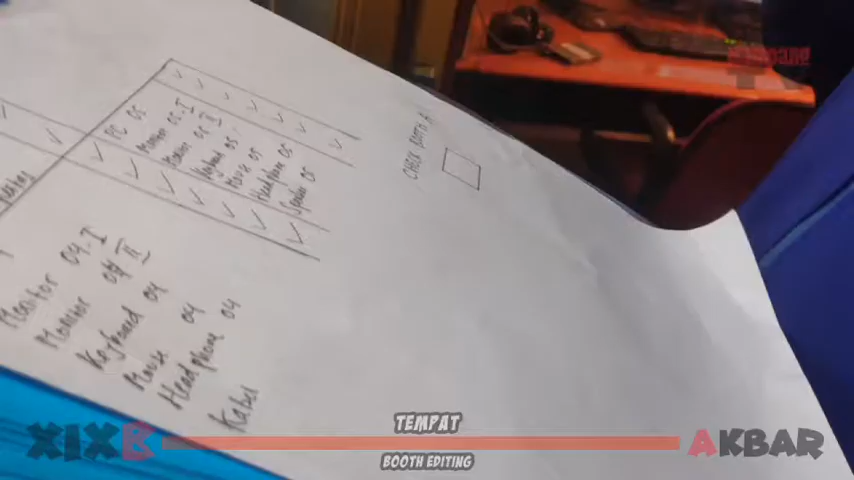 PC 05
Monitor 05-I
Monitor 05 II
Keyboard 05
Mouse 05
Headphone 05
Speaker 05
CHECK BOOTH A
Monitor 04-I
Monitor 04 II
Keyboard 04
Mouse 04
Headphone 04
Kabel
TEMPAT
XIXB
AKBAR
BOOTH EDITING